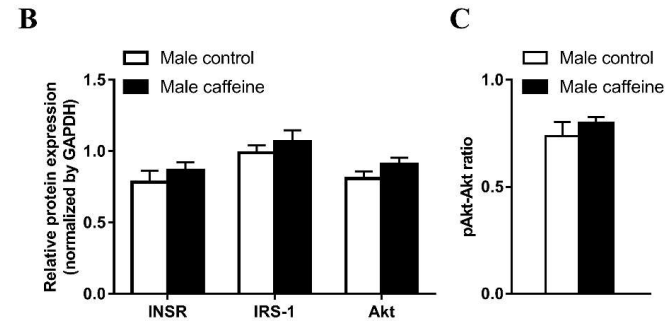 B
Male control
Male caffeine
Relative protein expression
(normalized by GAPDH)
1.5
1.0
0.5
0.0
INSR
IRS-1
Akt
C
Male control
Male caffeine
pAkt-Akt ratio
1.0
0.5
0.0